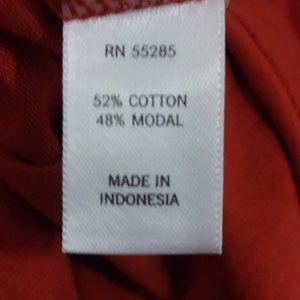 RN 55285
52% COTTON
48% MODAL
MADE IN
INDONESIA